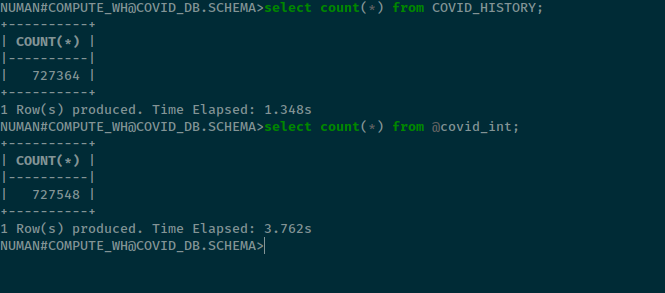 NUMAN#COMPUTE_WH@COVID_DB.SCHEMA>select count(*) from COVID_HISTORY;
+----------+
| COUNT(*) |
|----------|
|   727364 |
+----------+
1 Row(s) produced. Time Elapsed: 1.348s
NUMAN#COMPUTE_WH@COVID_DB.SCHEMA>select count(*) from @covid_int;
+----------+
| COUNT(*) |
|----------|
|   727548 |
+----------+
1 Row(s) produced. Time Elapsed: 3.762s
NUMAN#COMPUTE_WH@COVID_DB.SCHEMA>